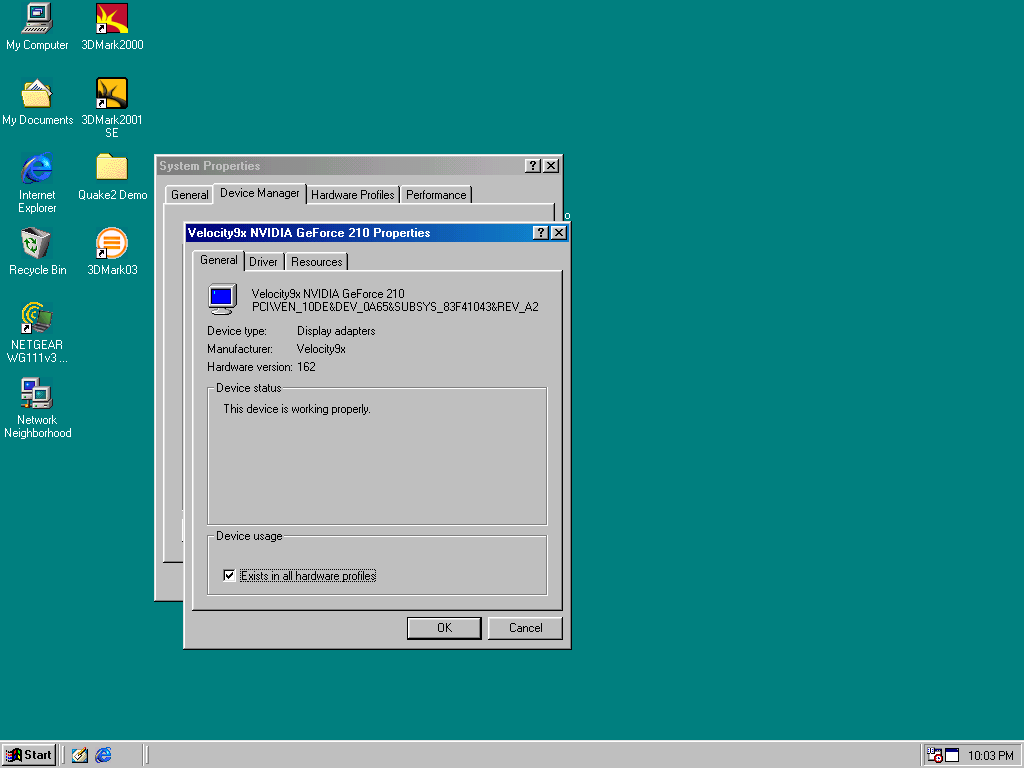 My Computer
3DMark2000
My Documents
3DMark2001
SE
Internet
Explorer
Quake2 Demo
Recycle Bin
3DMark03
NETGEAR
WG111v3 ...
Network
Neighborhood
System Properties
General
Device Manager
Hardware Profiles
Performance
o
Velocity9x NVIDIA GeForce 210 Properties
General
Driver
Resources
Velocity9x NVIDIA GeForce 210
PCI\VEN_10DE&DEV_0A65&SUBSYS_83F41043&REV_A2
Device type: Display adapters
Manufacturer: Velocity9x
Hardware version: 162
Device status
This device is working properly.
Device usage
Exists in all hardware profiles
OK
Cancel
Start
10:03 PM